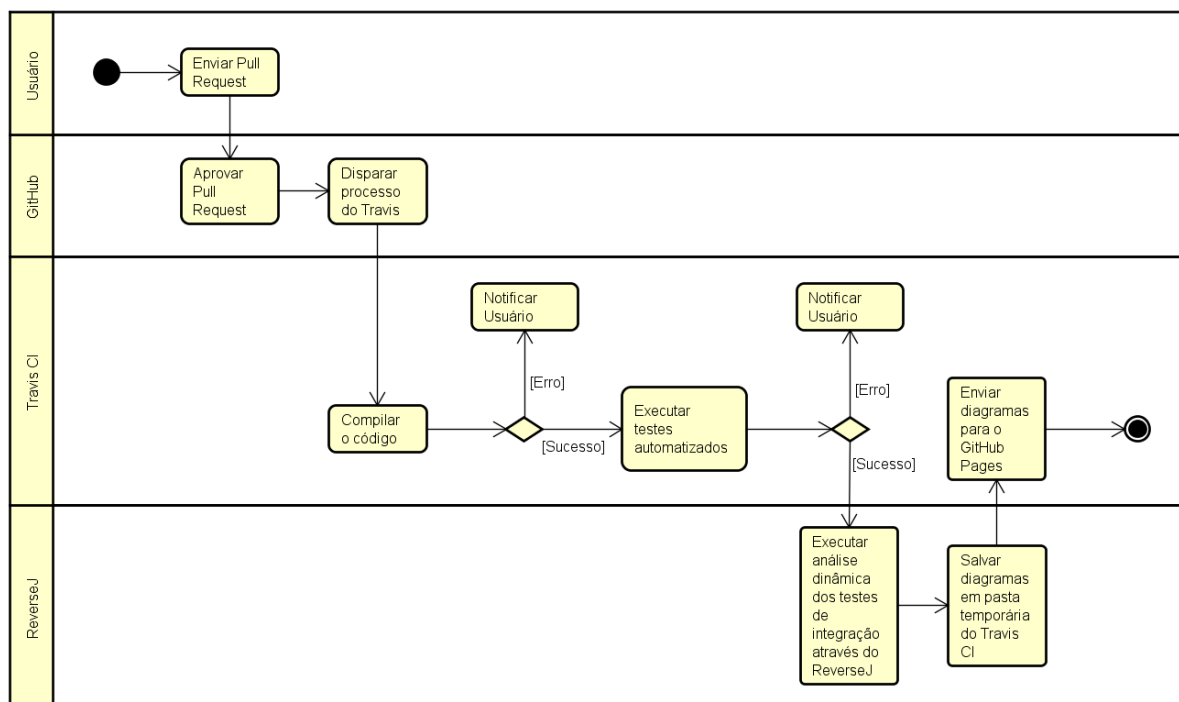 Usuário
Enviar Pull
Request
GitHub
Aprovar
Pull
Request
Disparar
processo
do Travis
Travis CI
Notificar
Usuário
Notificar
Usuário
[Erro]
[Erro]
Compilar
o código
[Sucesso]
Executar
testes
automatizados
[Sucesso]
Enviar
diagramas
para o
GitHub
Pages
ReverseJ
Executar
análise
dinâmica
dos testes
de
integração
através do
ReverseJ
Salvar
diagramas
em pasta
temporária
do Travis
CI